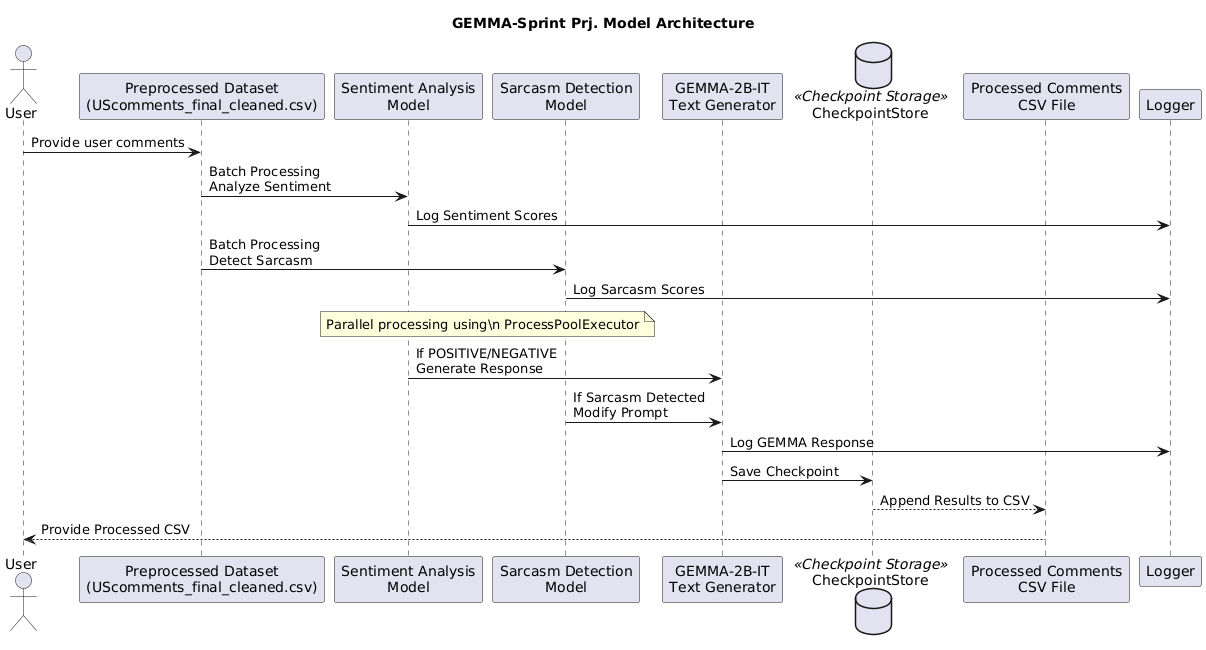 GEMMA-Sprint Prj. Model Architecture
User
Preprocessed Dataset
(UScomments_final_cleaned.csv)
Sentiment Analysis
Model
Sarcasm Detection
Model
GEMMA-2B-IT
Text Generator
«Checkpoint Storage»
CheckpointStore
Processed Comments
CSV File
Logger
Provide user comments
Batch Processing
Analyze Sentiment
Log Sentiment Scores
Batch Processing
Detect Sarcasm
Log Sarcasm Scores
Parallel processing using\n ProcessPoolExecutor
If POSITIVE/NEGATIVE
Generate Response
If Sarcasm Detected
Modify Prompt
Log GEMMA Response
Save Checkpoint
Append Results to CSV
Provide Processed CSV
User
Preprocessed Dataset
(UScomments_final_cleaned.csv)
Sentiment Analysis
Model
Sarcasm Detection
Model
GEMMA-2B-IT
Text Generator
«Checkpoint Storage»
CheckpointStore
Processed Comments
CSV File
Logger